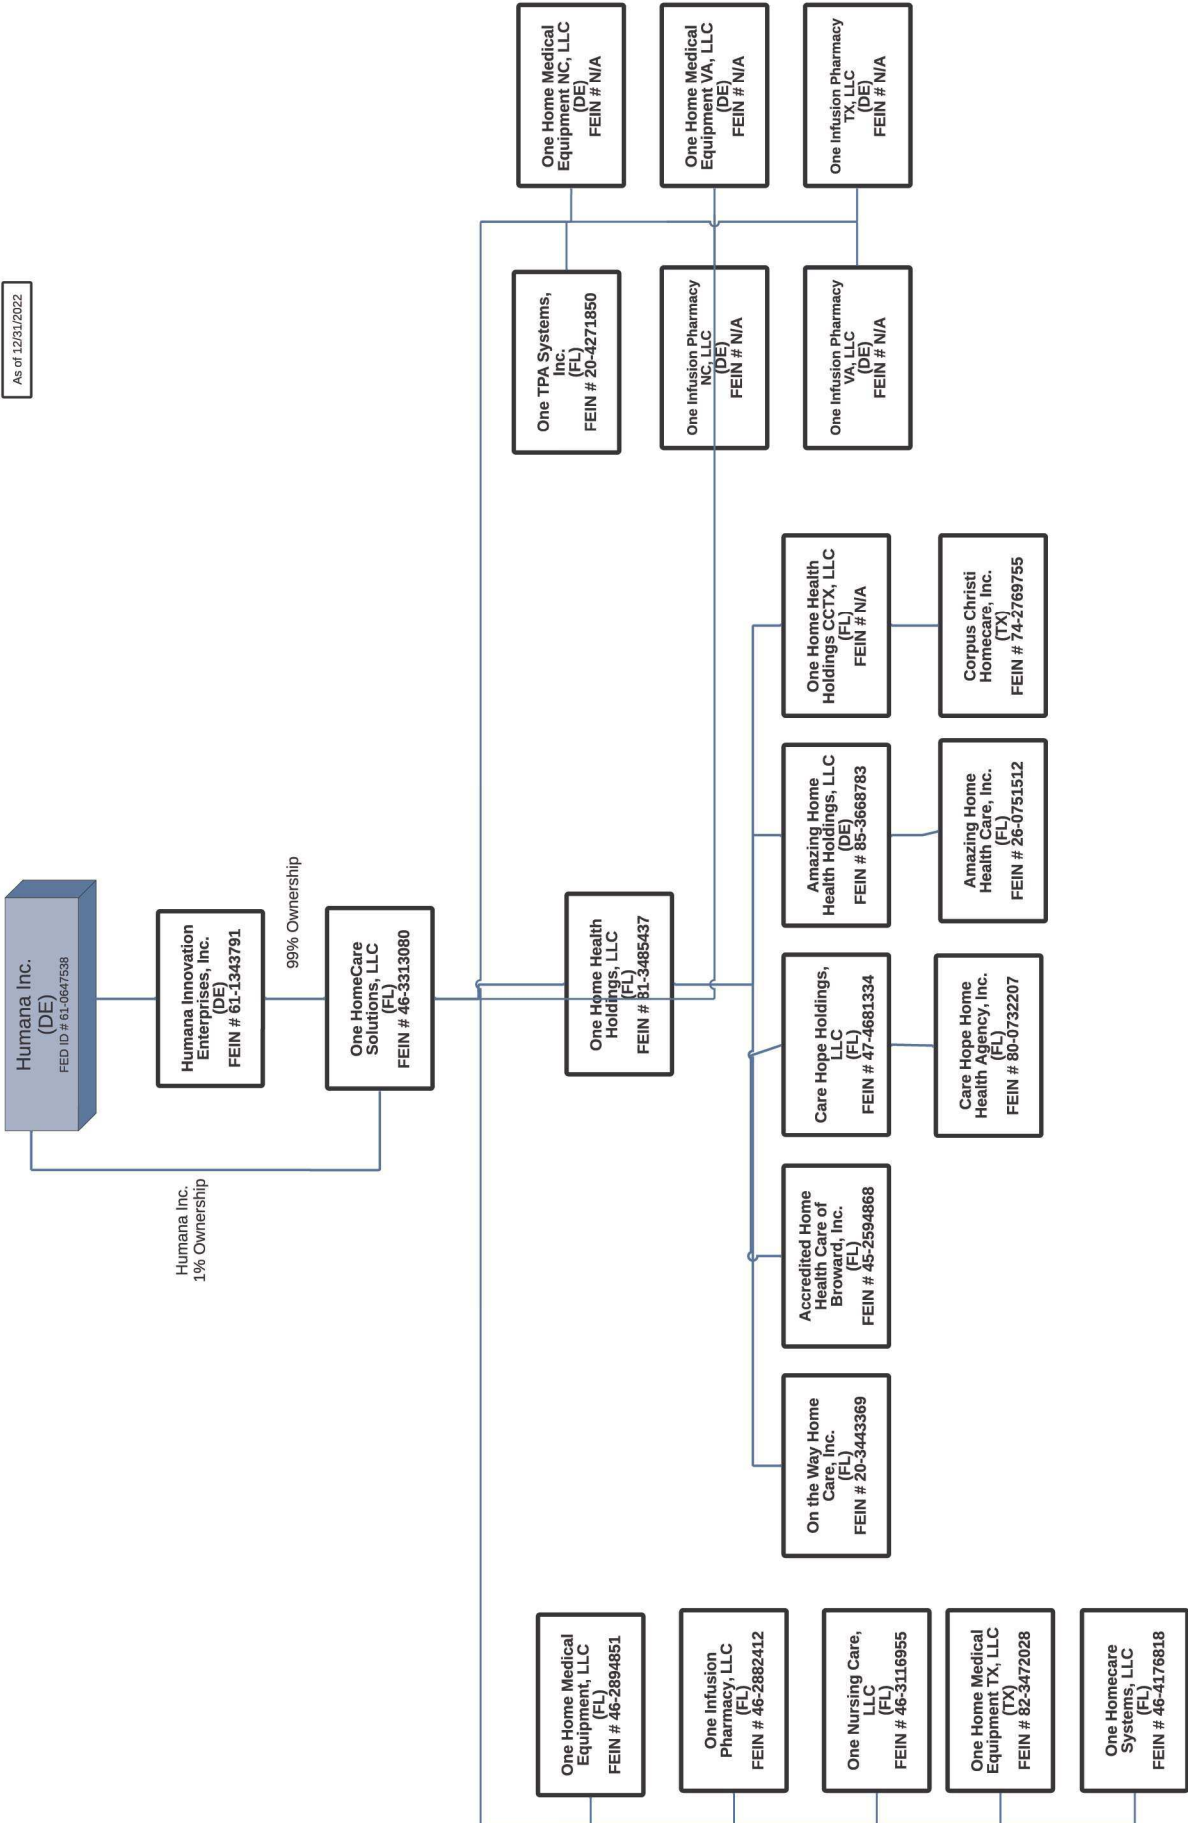 As of 12/31/2022
Humana Inc.
(DE)
FED ID # 61-0647538
Humana Innovation
Enterprises, Inc.
(DE)
FEIN # 61-1343791
99% Ownership
Humana Inc.
1% Ownership
One HomeCare
Solutions, LLC
(FL)
FEIN # 46-3313080
One Home Medical
Equipment, LLC
(FL)
FEIN # 46-2894851
One Infusion
Pharmacy, LLC
(FL)
FEIN # 46-2882412
One Nursing Care,
LLC
(FL)
FEIN # 46-3116955
One Home Medical
Equipment TX, LLC
(TX)
FEIN # 82-3472028
One Homecare
Systems, LLC
(FL)
FEIN # 46-4176818
One Home Health
Holdings, LLC
(FL)
FEIN # 81-3485437
On the Way Home
Care, Inc.
(FL)
FEIN # 20-3443369
Accredited Home
Health Care of
Broward, Inc.
(FL)
FEIN # 45-2594868
Care Hope Holdings,
LLC
(FL)
FEIN # 47-4681334
Amazing Home
Health Holdings, LLC
(DE)
FEIN # 85-3668783
One Home Health
Holdings CCTX, LLC
(FL)
FEIN # N/A
Care Hope Home
Health Agency, Inc.
(FL)
FEIN # 80-0732207
Amazing Home
Health Care, Inc.
(FL)
FEIN # 26-0751512
Corpus Christi
Homecare, Inc.
(TX)
FEIN # 74-2769755
One TPA Systems,
Inc.
(FL)
FEIN # 20-4271850
One Home Medical
Equipment NC, LLC
(DE)
FEIN # N/A
One Infusion Pharmacy
NC, LLC
(DE)
FEIN # N/A
One Home Medical
Equipment VA, LLC
(DE)
FEIN # N/A
One Infusion Pharmacy
VA, LLC
(DE)
FEIN # N/A
One Infusion Pharmacy
TX, LLC
(DE)
FEIN # N/A